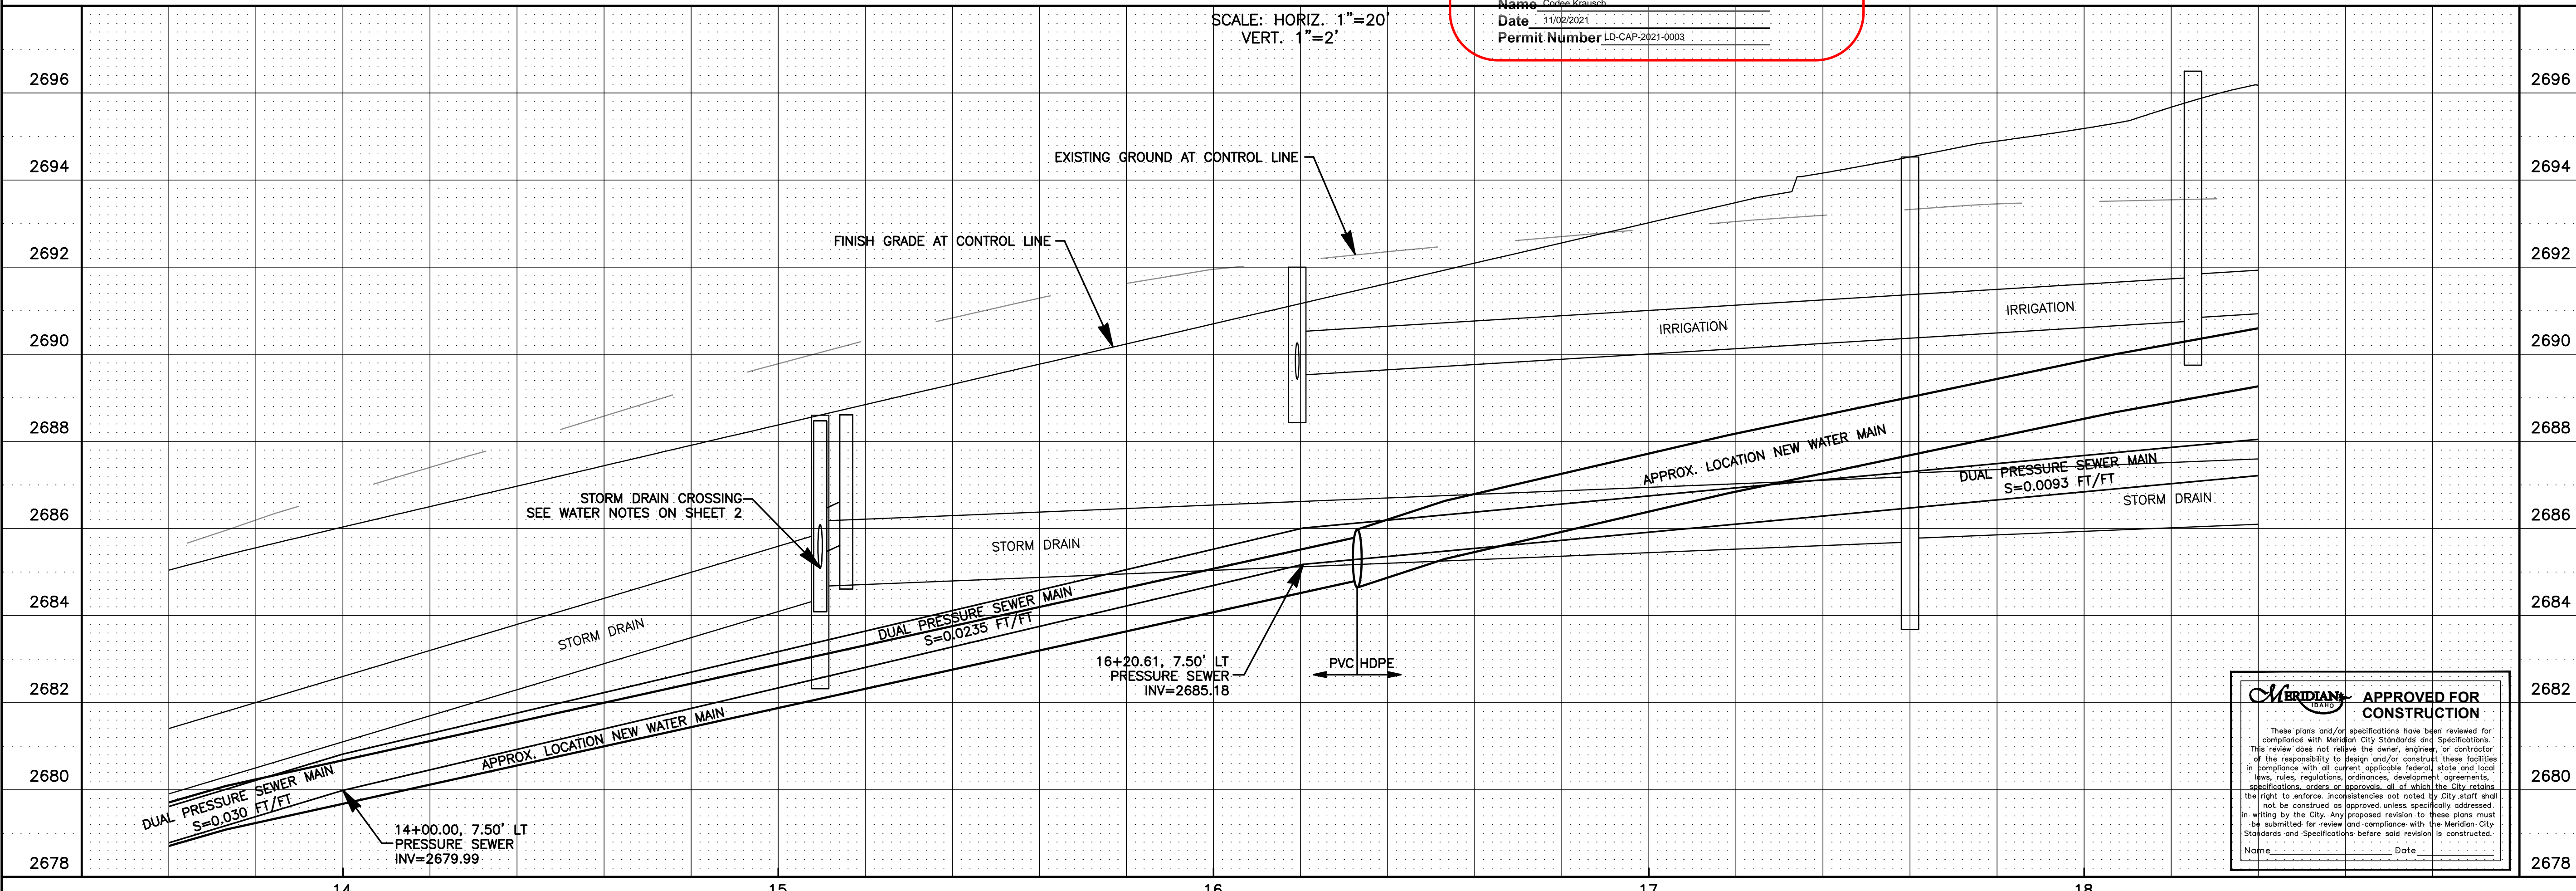 SCALE: HORIZ. 1"=20'
VERT. 1"=2'
Name Codee Krausch
Date 11/02/2021
Permit Number LD-CAP-2021-0003
2696
2694
2692
2690
2688
2686
2684
2682
2680
2678
2696
2694
2692
2690
2688
2686
2684
2682
2680
2678
EXISTING GROUND AT CONTROL LINE
FINISH GRADE AT CONTROL LINE
IRRIGATION
IRRIGATION
STORM DRAIN CROSSING
SEE WATER NOTES ON SHEET 2
STORM DRAIN
STORM DRAIN
APPROX. LOCATION NEW WATER MAIN
DUAL PRESSURE SEWER MAIN
S=0.0093 FT/FT
STORM DRAIN
DUAL PRESSURE SEWER MAIN
S=0.0235 FT/FT
16+20.61, 7.50' LT
PRESSURE SEWER
INV=2685.18
PVC HDPE
APPROX. LOCATION NEW WATER MAIN
DUAL PRESSURE SEWER MAIN
S=0.030 FT/FT
14+00.00, 7.50' LT
PRESSURE SEWER
INV=2679.99
MERIDIAN
IDAHO
APPROVED FOR
CONSTRUCTION
These plans and/or specifications have been reviewed for
compliance with Meridian City Standards and Specifications.
This review does not relieve the owner, engineer, or contractor
of the responsibility to design and/or construct these facilities
in compliance with all current applicable federal, state and local
laws, rules, regulations, ordinances, development agreements,
specifications, orders or approvals, all of which the City retains
the right to enforce. inconsistencies not noted by City staff shall
not be construed as approved unless specifically addressed
in writing by the City. Any proposed revision to these plans must
be submitted for review and compliance with the Meridian City
Standards and Specifications before said revision is constructed.
Name Date
14
15
16
17
18